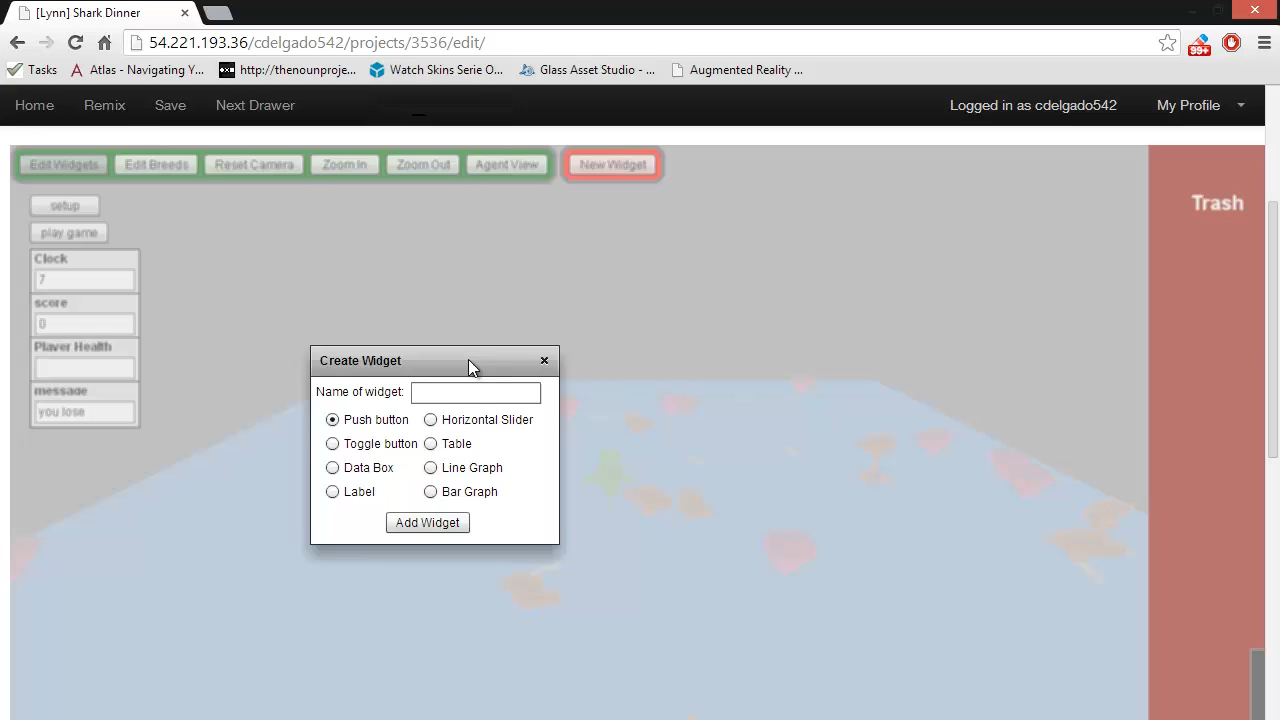 [Lynn] Shark Dinner
54.221.193.36/cdelgado542/projects/3536/edit/
99+
Tasks
Atlas - Navigating Y...
http://thenounproje...
Watch Skins Serie O...
Glass Asset Studio - ...
Augmented Reality ...
Home Remix Save Next Drawer Logged in as cdelgado542 My Profile
Edit Widgets Edit Breeds Reset Camera Zoom In Zoom Out Agent View New Widget
Trash
setup
play game
Clock
7
score
0
Player Health
message
you lose
Create Widget
Name of widget:
Push button Horizontal Slider
Toggle button Table
Data Box Line Graph
Label Bar Graph
Add Widget